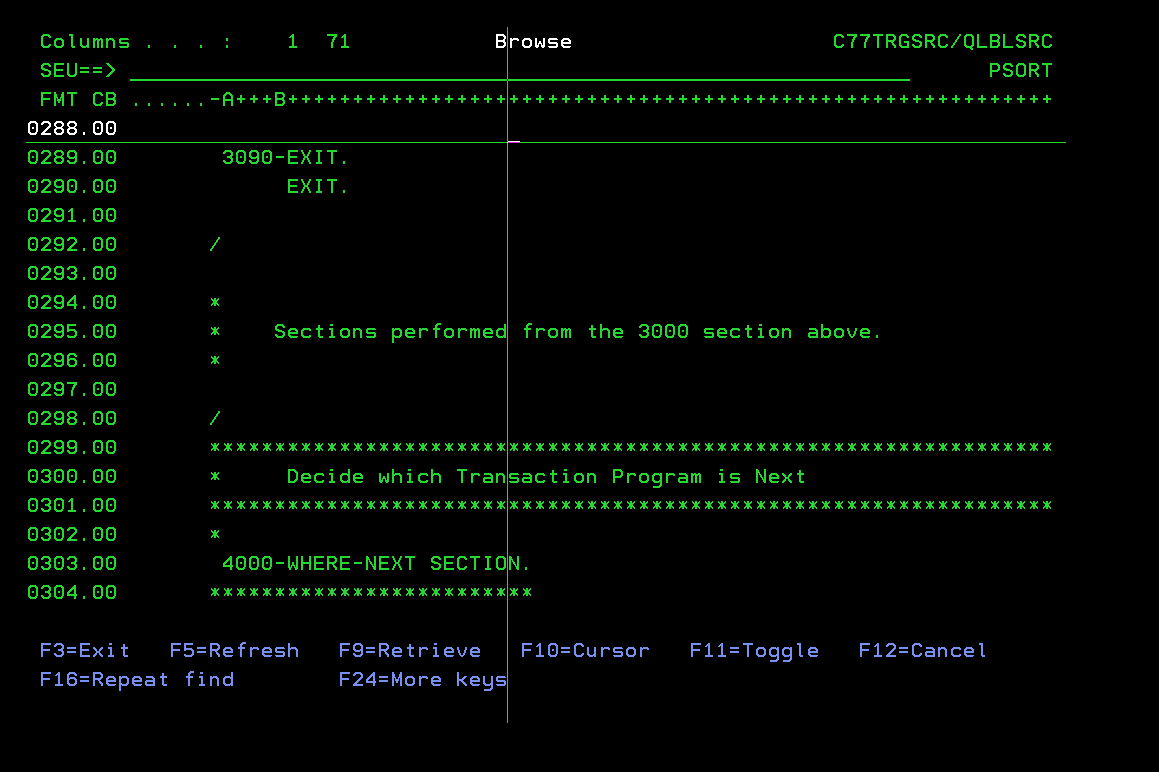 Columns . . . :    1  71           Browse                    C77TRGSRC/QLBLSRC
SEU==>                                                                   PSORT
FMT CB ......-A+++B+++++++++++++++++++++++++++++++++++++++++++++++++++++++++++
0288.00
0289.00        3090-EXIT.
0290.00             EXIT.
0291.00
0292.00       /
0293.00
0294.00       *
0295.00       *    Sections performed from the 3000 section above.
0296.00       *
0297.00
0298.00       /
0299.00       *****************************************************************
0300.00       *     Decide which Transaction Program is Next
0301.00       *****************************************************************
0302.00       *
0303.00        4000-WHERE-NEXT SECTION.
0304.00       *************************
F3=Exit   F5=Refresh   F9=Retrieve   F10=Cursor   F11=Toggle   F12=Cancel
F16=Repeat find        F24=More keys